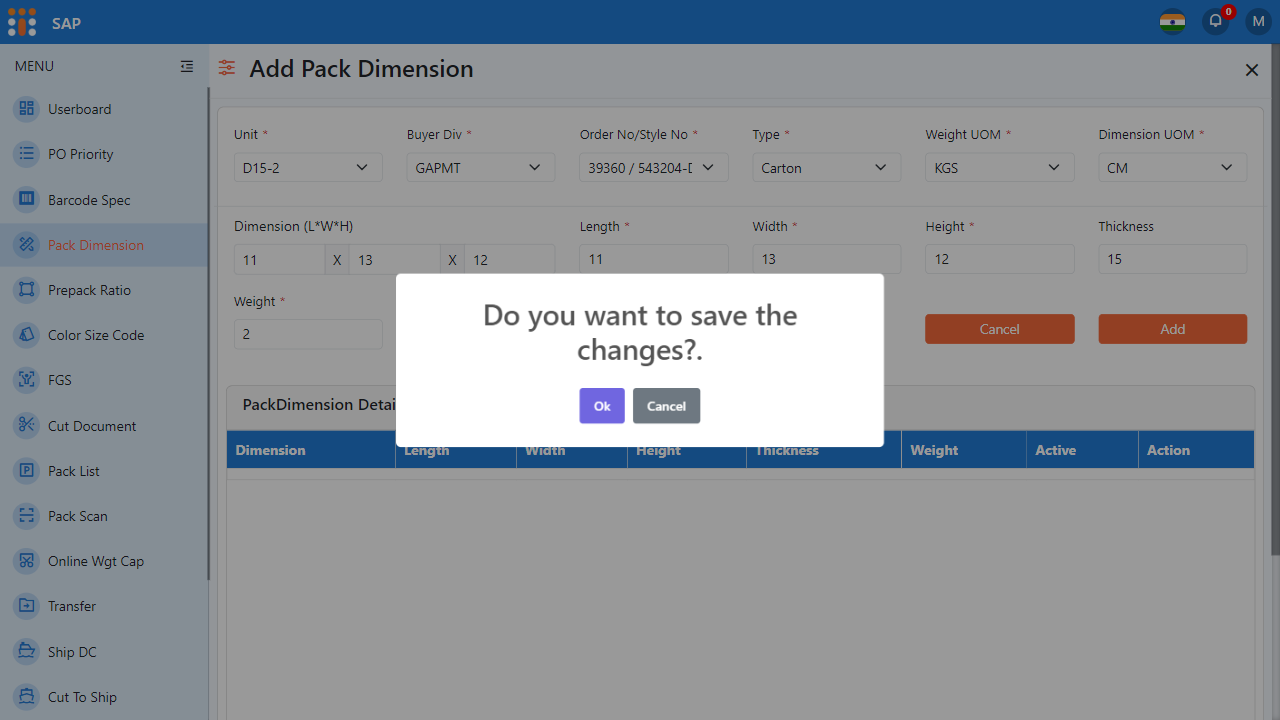 SAP
0
M
MENU
Add Pack Dimension
Userboard
PO Priority
Barcode Spec
Pack Dimension
Prepack Ratio
Color Size Code
FGS
Cut Document
Pack List
Pack Scan
Online Wgt Cap
Transfer
Ship DC
Cut To Ship
Unit * Buyer Div * Order No/Style No * Type * Weight UOM * Dimension UOM *
D15-2 GAPMT 39360 / 543204-D Carton KGS CM
Dimension (L*W*H) Length * Width * Height * Thickness
11 X 13 X 12 11 13 12 15
Weight *
2 Cancel Add
Do you want to save the
changes?.
Ok Cancel
PackDimension Detai
Dimension Length Width Height Thickness Weight Active Action